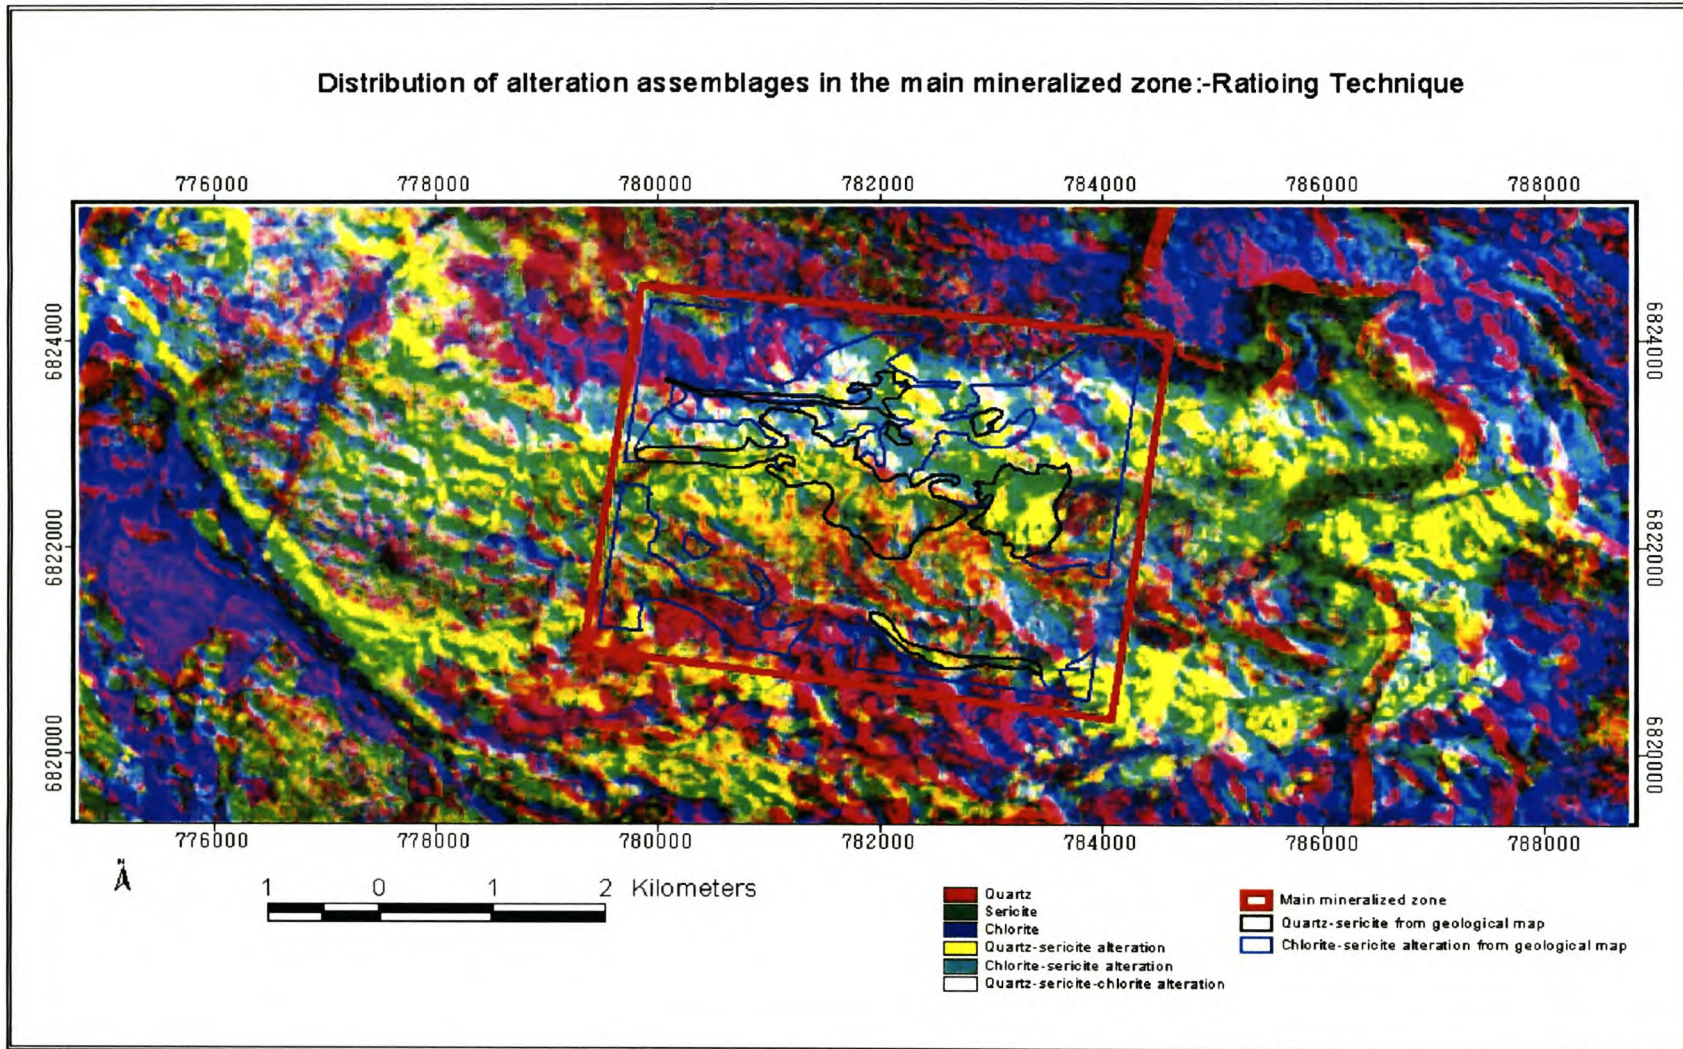 Distribution of alteration assemblages in the main mineralized zone:-Ratioing Technique
776000 778000 780000 782000 784000 786000 788000
6824000 6824000
6822000 6822000
6820000 6820000
776000 778000 780000 782000 784000 786000 788000
N
1 0 1 2 Kilometers
Quartz
Sericite
Chlorite
Quartz-sericite alteration
Chlorite-sericite alteration
Quartz-sericite-chlorite alteration
Main mineralized zone
Quartz-sericite from geological map
Chlorite-sericite alteration from geological map